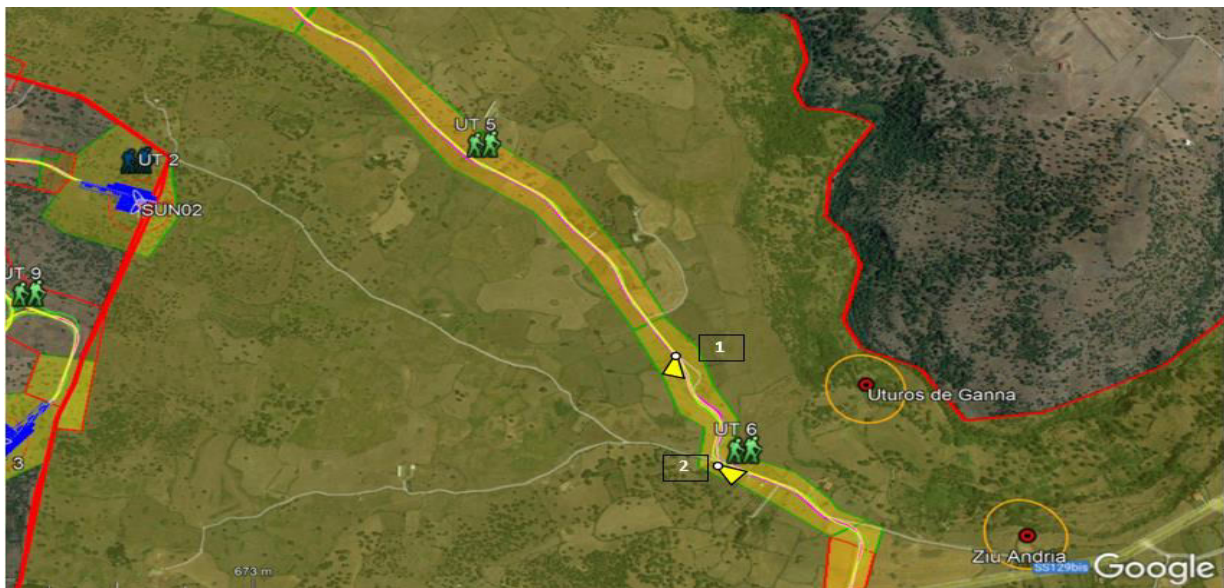 UT 5
UT 2
SUN02
UT 9
1
Uturos de Ganna
UT 6
2
3
Ziu Andria
673 m
SS129bis
Google